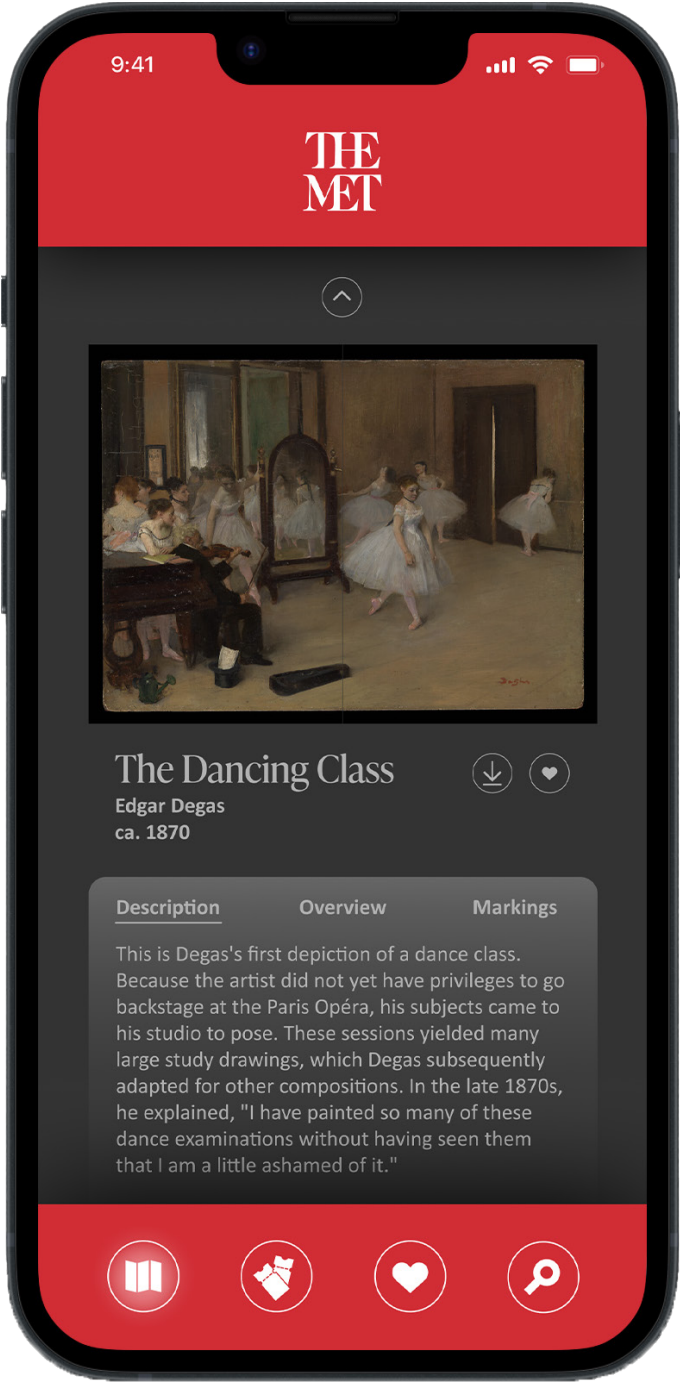 9:41
THE
MET
Degas
The Dancing Class
Edgar Degas
ca. 1870
Description Overview Markings
This is Degas's first depiction of a dance class.
Because the artist did not yet have privileges to go
backstage at the Paris Opéra, his subjects came to
his studio to pose. These sessions yielded many
large study drawings, which Degas subsequently
adapted for other compositions. In the late 1870s,
he explained, "I have painted so many of these
dance examinations without having seen them
that I am a little ashamed of it."